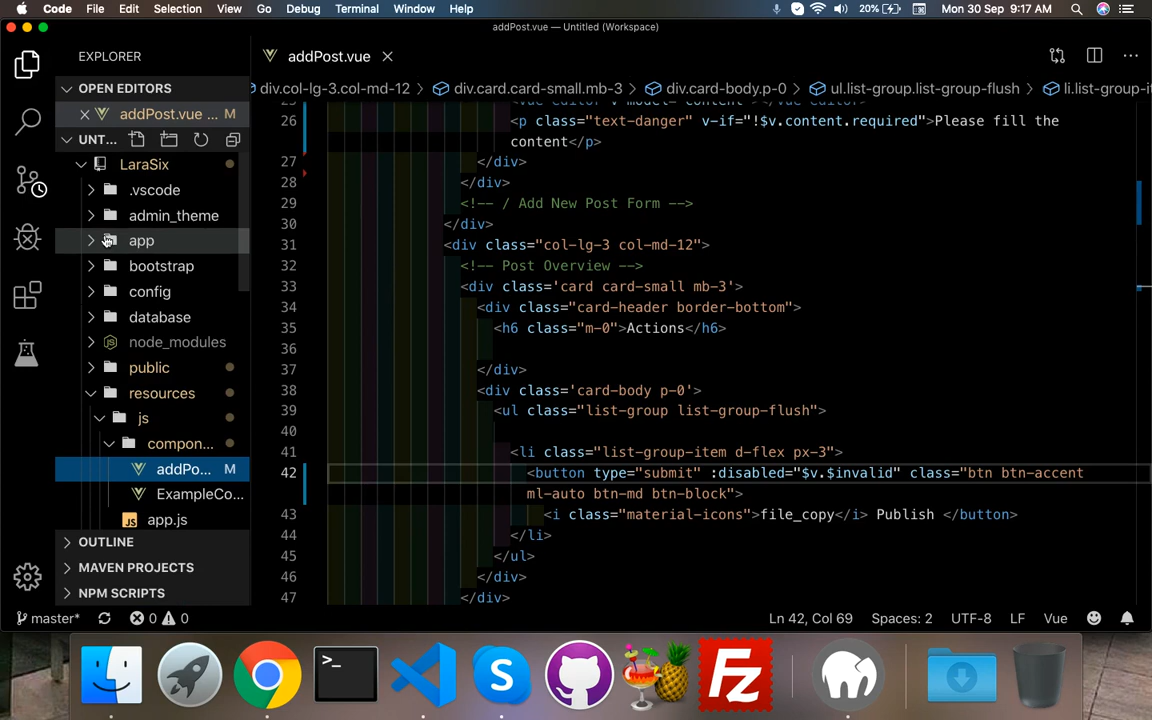 Code File Edit Selection View Go Debug Terminal Window Help 20% Mon 30 Sep 9:17 AM
addPost.vue — Untitled (Workspace)
EXPLORER
addPost.vue
OPEN EDITORS
div.col-lg-3.col-md-12 div.card.card-small.mb-3 div.card-body.p-0 ul.list-group.list-group-flush li.list-group-it
addPost.vue ... M
UNT...
LaraSix
.vscode
admin_theme
app
bootstrap
config
database
node_modules
public
resources
js
compon...
addPo... M
ExampleCo...
app.js
OUTLINE
MAVEN PROJECTS
NPM SCRIPTS
26 <p class="text-danger" v-if="!$v.content.required">Please fill the
content</p>
27 </div>
28 </div>
29 <!-- / Add New Post Form -->
30 </div>
31 <div class="col-lg-3 col-md-12">
32 <!-- Post Overview -->
33 <div class='card card-small mb-3'>
34 <div class="card-header border-bottom">
35 <h6 class="m-0">Actions</h6>
36
37 </div>
38 <div class='card-body p-0'>
39 <ul class="list-group list-group-flush">
40
41 <li class="list-group-item d-flex px-3">
42 <button type="submit" :disabled="$v.$invalid" class="btn btn-accent
ml-auto btn-md btn-block">
43 <i class="material-icons">file_copy</i> Publish </button>
44 </li>
45 </ul>
46 </div>
47 </div>
master* 0 0 Ln 42, Col 69 Spaces: 2 UTF-8 LF Vue
>_
S
Fz